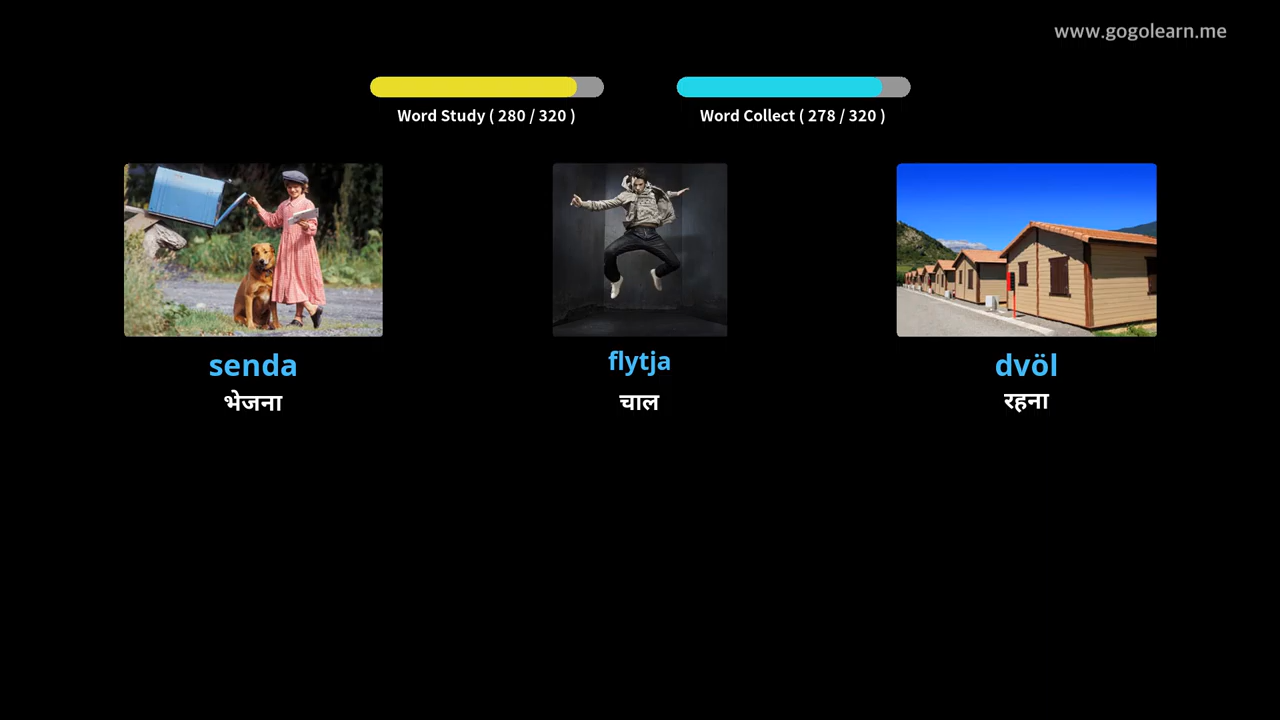 www.gogolearn.me
Word Study ( 280 / 320 )
Word Collect ( 278 / 320 )
senda
भेजना
flytja
चाल
dvöl
रहना